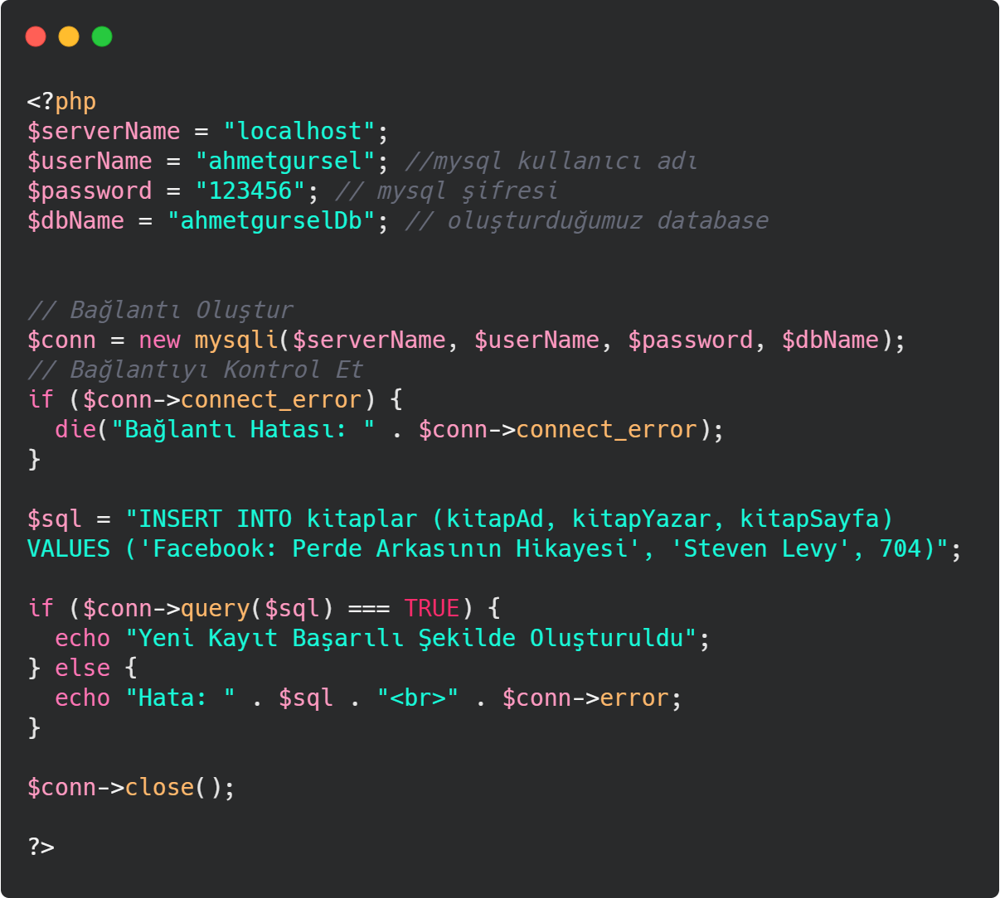 <?php
$serverName = "localhost";
$userName = "ahmetgursel"; //mysql kullanıcı adı
$password = "123456"; // mysql şifresi
$dbName = "ahmetgurselDb"; // oluşturduğumuz database
// Bağlantı Oluştur
$conn = new mysqli($serverName, $userName, $password, $dbName);
// Bağlantıyı Kontrol Et
if ($conn->connect_error) {
  die("Bağlantı Hatası: " . $conn->connect_error);
}
$sql = "INSERT INTO kitaplar (kitapAd, kitapYazar, kitapSayfa)
VALUES ('Facebook: Perde Arkasının Hikayesi', 'Steven Levy', 704)";
if ($conn->query($sql) === TRUE) {
  echo "Yeni Kayıt Başarılı Şekilde Oluşturuldu";
} else {
  echo "Hata: " . $sql . "<br>" . $conn->error;
}
$conn->close();
?>